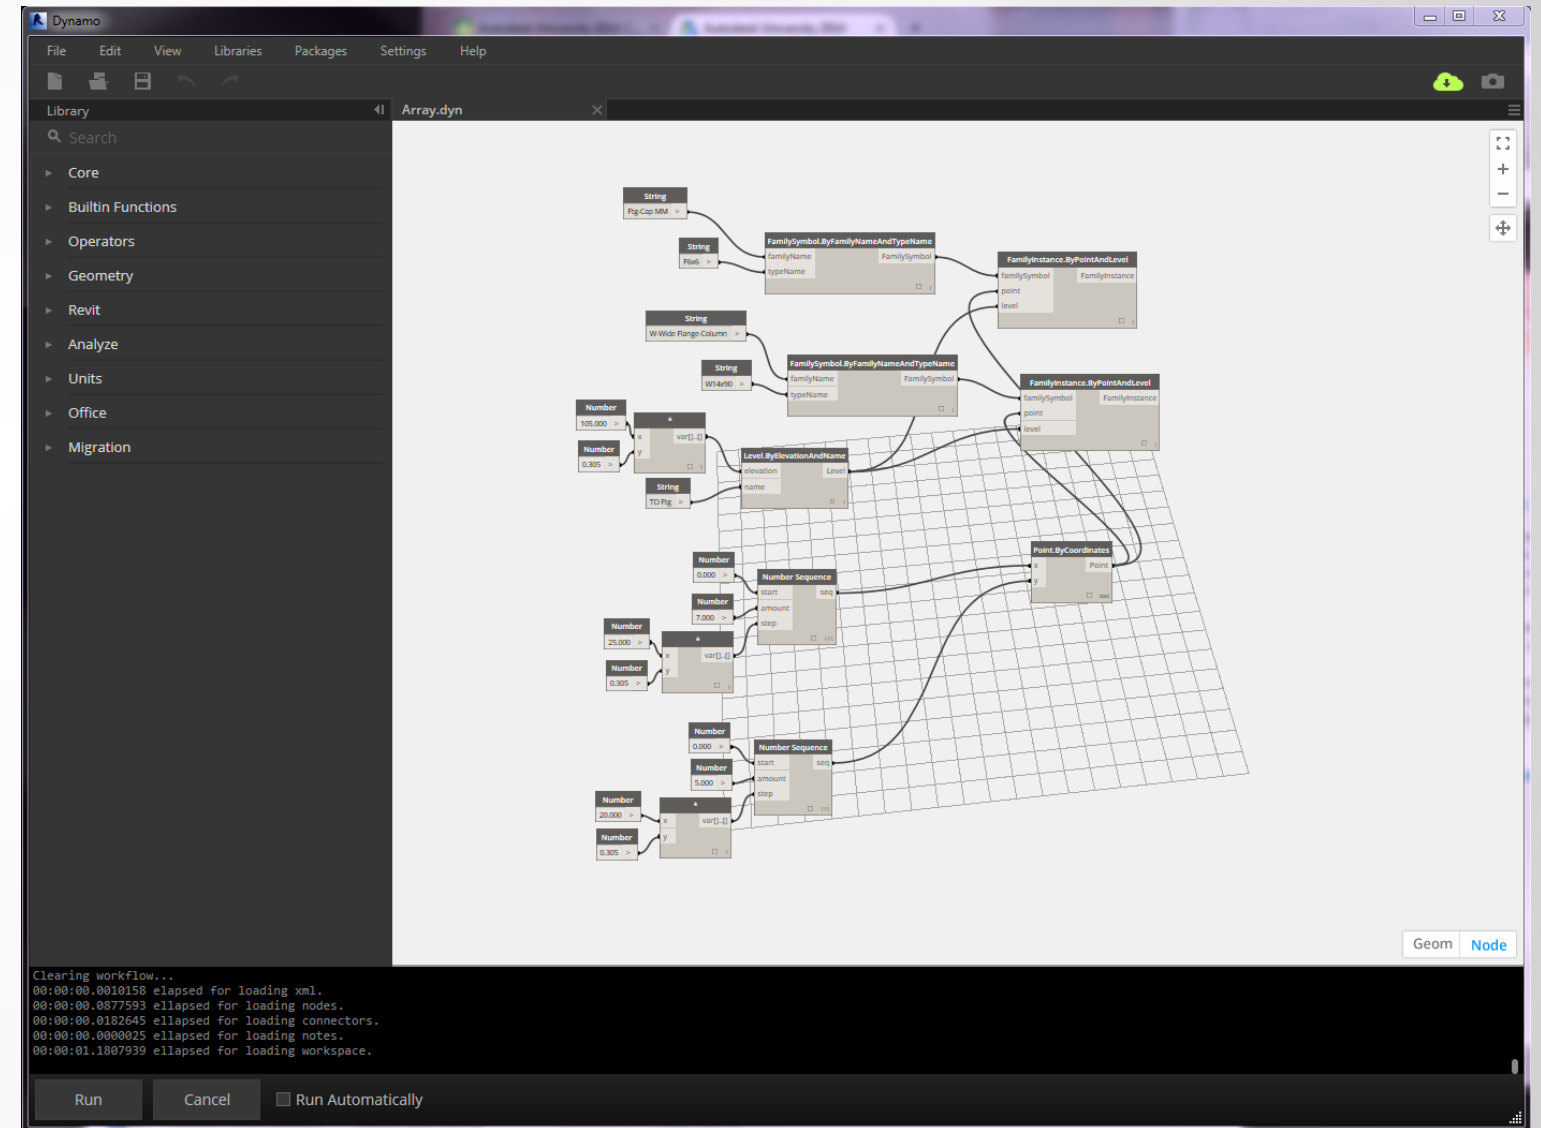 Dynamo
File Edit View Libraries Packages Settings Help
Library
Array.dyn
Search
Core
Builtin Functions
Operators
Geometry
Revit
Analyze
Units
Office
Migration
String
Ftg-Cap MM >
String
F6x6 >
FamilySymbol.ByFamilyNameAndTypeName
familyName FamilySymbol
typeName
FamilyInstance.ByPointAndLevel
familySymbol FamilyInstance
point
level
String
W-Wide Flange-Column >
String
W14x90 >
FamilySymbol.ByFamilyNameAndTypeName
familyName FamilySymbol
typeName
FamilyInstance.ByPointAndLevel
familySymbol FamilyInstance
point
level
Number
105.000 >
Number
0.305 >
*
x var[]..[]
y
String
TO Ftg >
Level.ByElevationAndName
elevation Level
name
Point.ByCoordinates
x Point
y
Number
0.000 >
Number
7.000 >
Number Sequence
start seq
amount
step
Number
25.000 >
Number
0.305 >
*
x var[]..[]
y
Number
0.000 >
Number
5.000 >
Number Sequence
start seq
amount
step
Number
20.000 >
Number
0.305 >
*
x var[]..[]
y
Geom Node
Clearing workflow...
00:00:00.0010158 elapsed for loading xml.
00:00:00.0877593 ellapsed for loading nodes.
00:00:00.0182645 ellapsed for loading connectors.
00:00:00.0000025 ellapsed for loading notes.
00:00:01.1807939 ellapsed for loading workspace.
Run Cancel Run Automatically